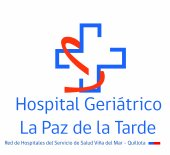 Hospital Geriátrico
La Paz de la Tarde
Red de Hospitales del Servicio de Salud Viña del Mar - Quillota